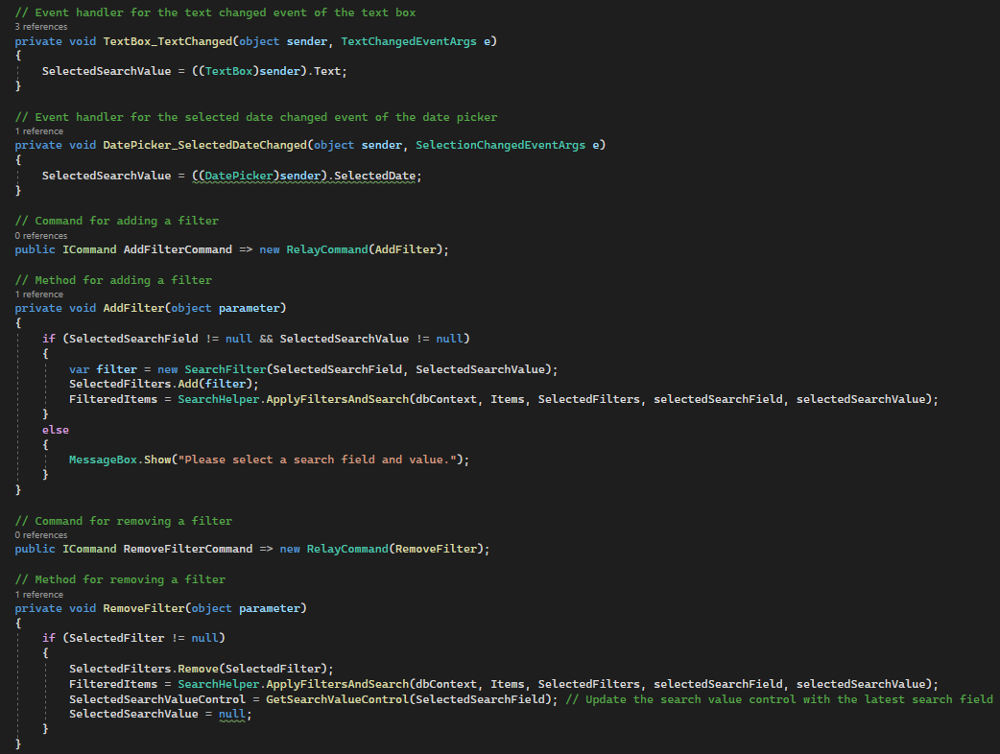 // Event handler for the text changed event of the text box
3 references
private void TextBox_TextChanged(object sender, TextChangedEventArgs e)
{
    SelectedSearchValue = ((TextBox)sender).Text;
}

// Event handler for the selected date changed event of the date picker
1 reference
private void DatePicker_SelectedDateChanged(object sender, SelectionChangedEventArgs e)
{
    SelectedSearchValue = ((DatePicker)sender).SelectedDate;
}

// Command for adding a filter
0 references
public ICommand AddFilterCommand => new RelayCommand(AddFilter);

// Method for adding a filter
1 reference
private void AddFilter(object parameter)
{
    if (SelectedSearchField != null && SelectedSearchValue != null)
    {
        var filter = new SearchFilter(SelectedSearchField, SelectedSearchValue);
        SelectedFilters.Add(filter);
        FilteredItems = SearchHelper.ApplyFiltersAndSearch(dbContext, Items, SelectedFilters, selectedSearchField, selectedSearchValue);
    }
    else
    {
        MessageBox.Show("Please select a search field and value.");
    }
}

// Command for removing a filter
0 references
public ICommand RemoveFilterCommand => new RelayCommand(RemoveFilter);

// Method for removing a filter
1 reference
private void RemoveFilter(object parameter)
{
    if (SelectedFilter != null)
    {
        SelectedFilters.Remove(SelectedFilter);
        FilteredItems = SearchHelper.ApplyFiltersAndSearch(dbContext, Items, SelectedFilters, selectedSearchField, selectedSearchValue);
        SelectedSearchValueControl = GetSearchValueControl(SelectedSearchField); // Update the search value control with the latest search field
        SelectedSearchValue = null;
    }
}